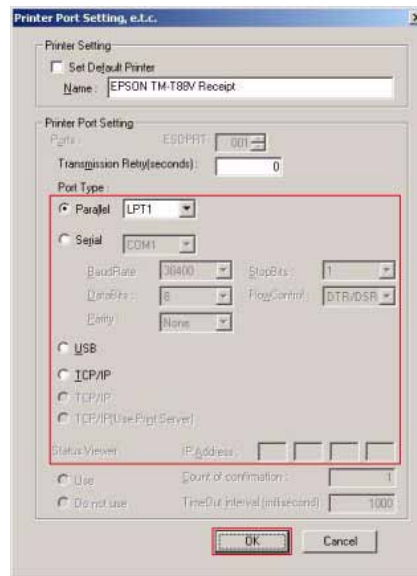 Printer Port Setting, e.t.c.
Printer Setting
Set Default Printer
Name : EPSON TM-T88V Receipt
Printer Port Setting
Ports : ESDPRT 001
Transmission Retry(seconds) : 0
Port Type :
Parallel LPT1
Serial COM1
BaudRate 38400 StopBits : 1
DataBits : 8 FlowControl : DTR/DSR
Parity : None
USB
TCP/IP
TCP/IP
TCP/IP(Use Print Server)
Status Viewer IP Address
Use Count of confirmation : 1
Do not use TimeOut interval (millisecond) 1000
OK Cancel